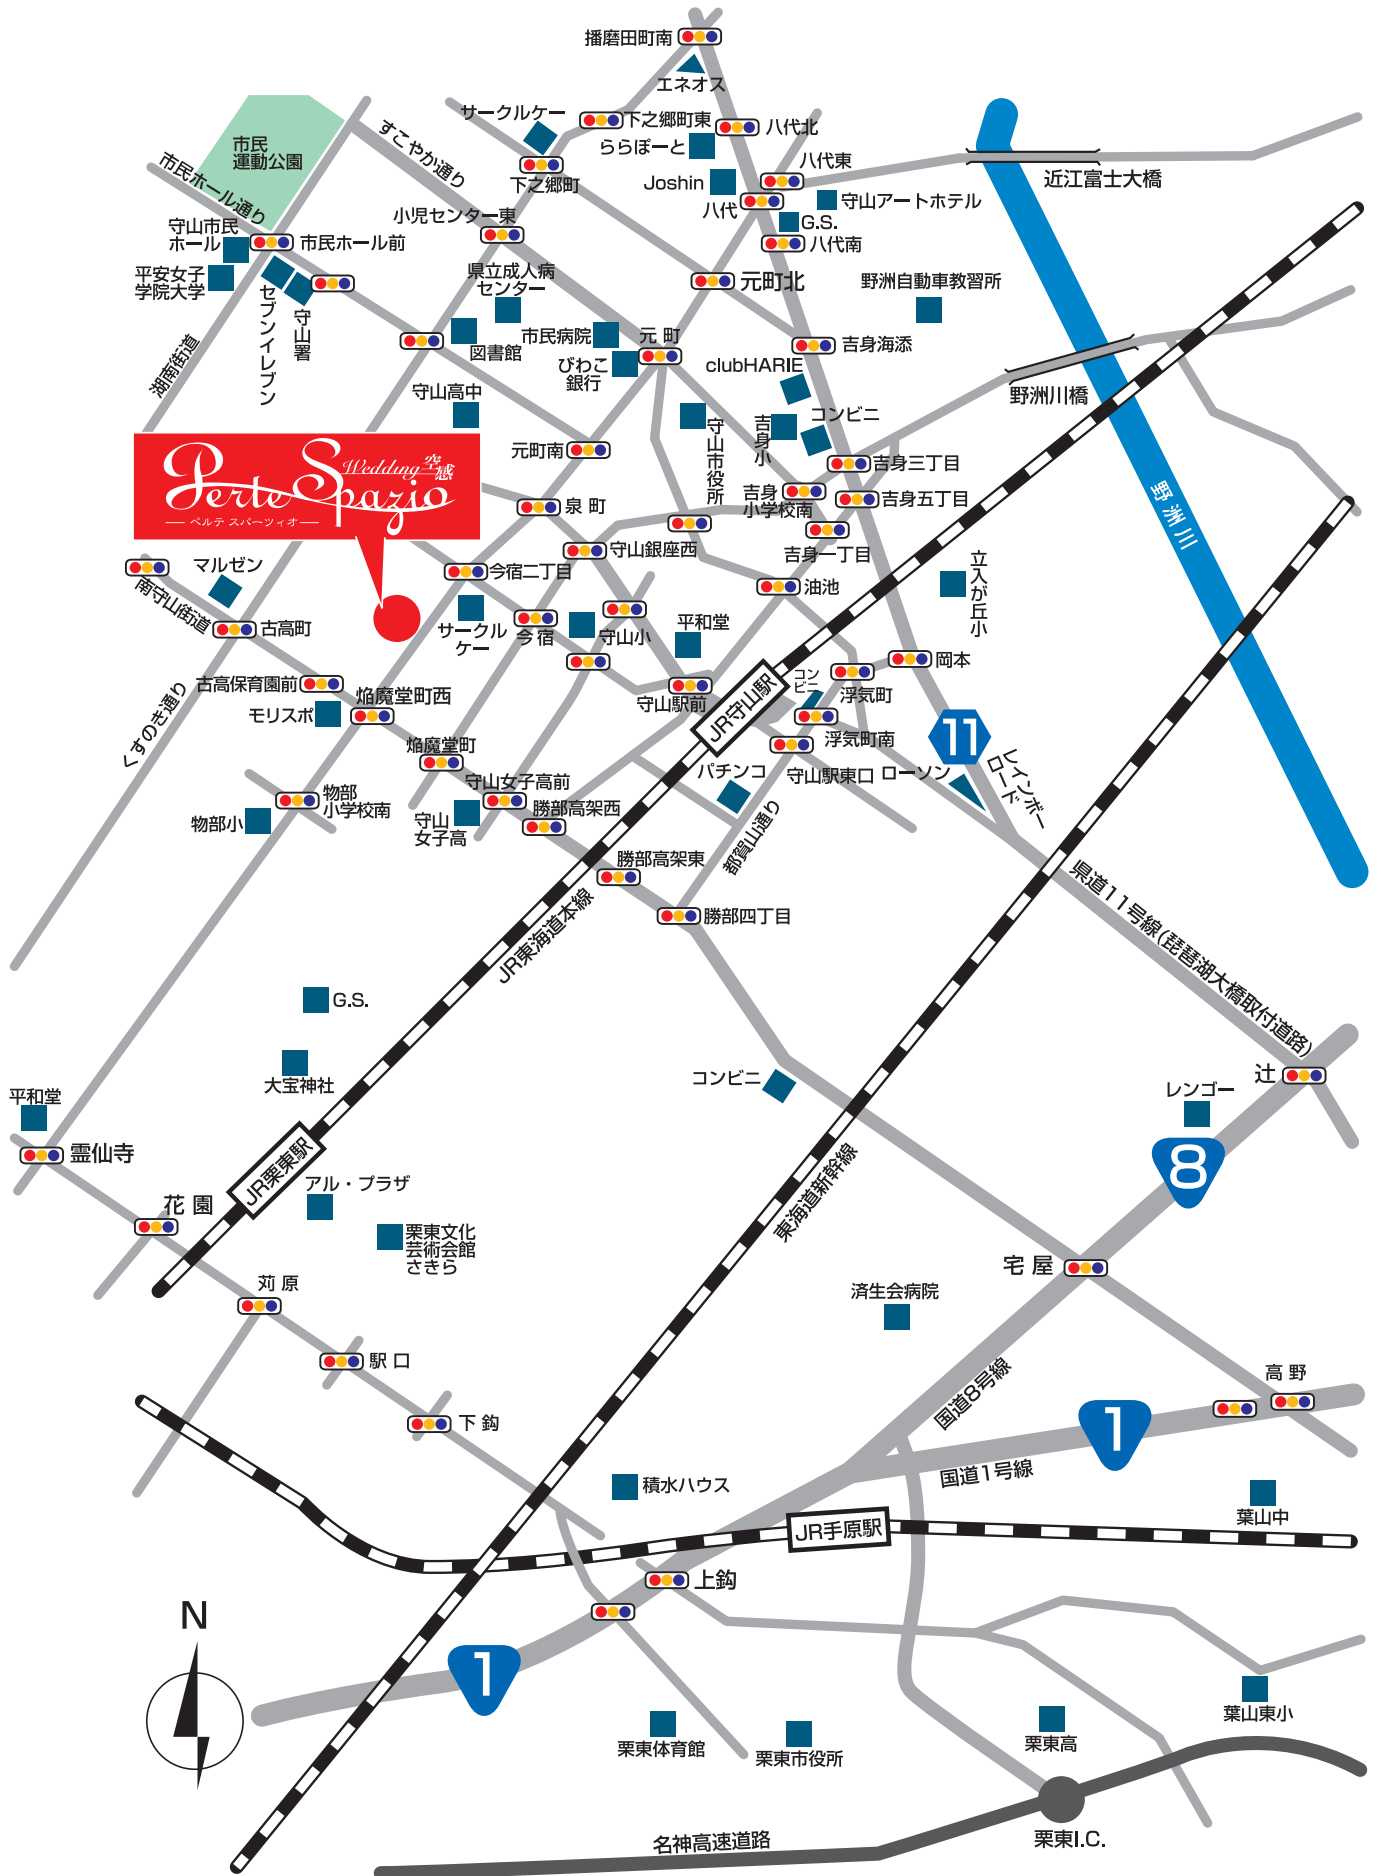 播磨田町南
エネオス
サークルケー
下之郷町東
八代北
ららぽーと
すこやか通り
市民
運動公園
八代東
市民ホール通り
下之郷町
Joshin
近江富士大橋
八代
守山アートホテル
小児センター東
G.S.
守山市民
ホール
市民ホール前
八代南
平安女子
学院大学
県立成人病
センター
元町北
野洲自動車教習所
セブンイレブン
守山署
図書館
市民病院
元 町
吉身海添
湖南街道
びわこ
銀行
clubHARIE
守山高中
野洲川橋
コンビニ
守山市役所
吉身小
元町南
吉身三丁目
Perte Spazio
Wedding 空感
ペルテ スパーツィオ
泉 町
吉身
小学校南
吉身五丁目
野洲川
守山銀座西
吉身一丁目
マルゼン
今宿二丁目
油池
立入が丘小
南守山街道
古高町
サークル
ケー
今 宿
守山小
平和堂
岡本
古高保育園前
守山駅前
JR守山駅
コン
ビニ
浮気町
くすのき通り
モリスポ
焔魔堂町西
浮気町南
11
焔魔堂町
パチンコ
守山駅東口
ローソン
レインボー
ロード
守山女子高前
物部
小学校南
物部小
守山
女子高
勝部高架西
都賀山通り
勝部高架東
県道11号線(琵琶湖大橋取付道路)
JR東海道本線
勝部四丁目
G.S.
大宝神社
コンビニ
辻
平和堂
レンゴー
霊仙寺
JR栗東駅
8
アル・プラザ
東海道新幹線
花 園
栗東文化
芸術会館
さきら
宅 屋
苅 原
済生会病院
駅 口
国道8号線
高 野
下 鈎
1
国道1号線
積水ハウス
葉山中
JR手原駅
上鈎
N
1
葉山東小
栗東体育館
栗東市役所
栗東高
名神高速道路
栗東I.C.